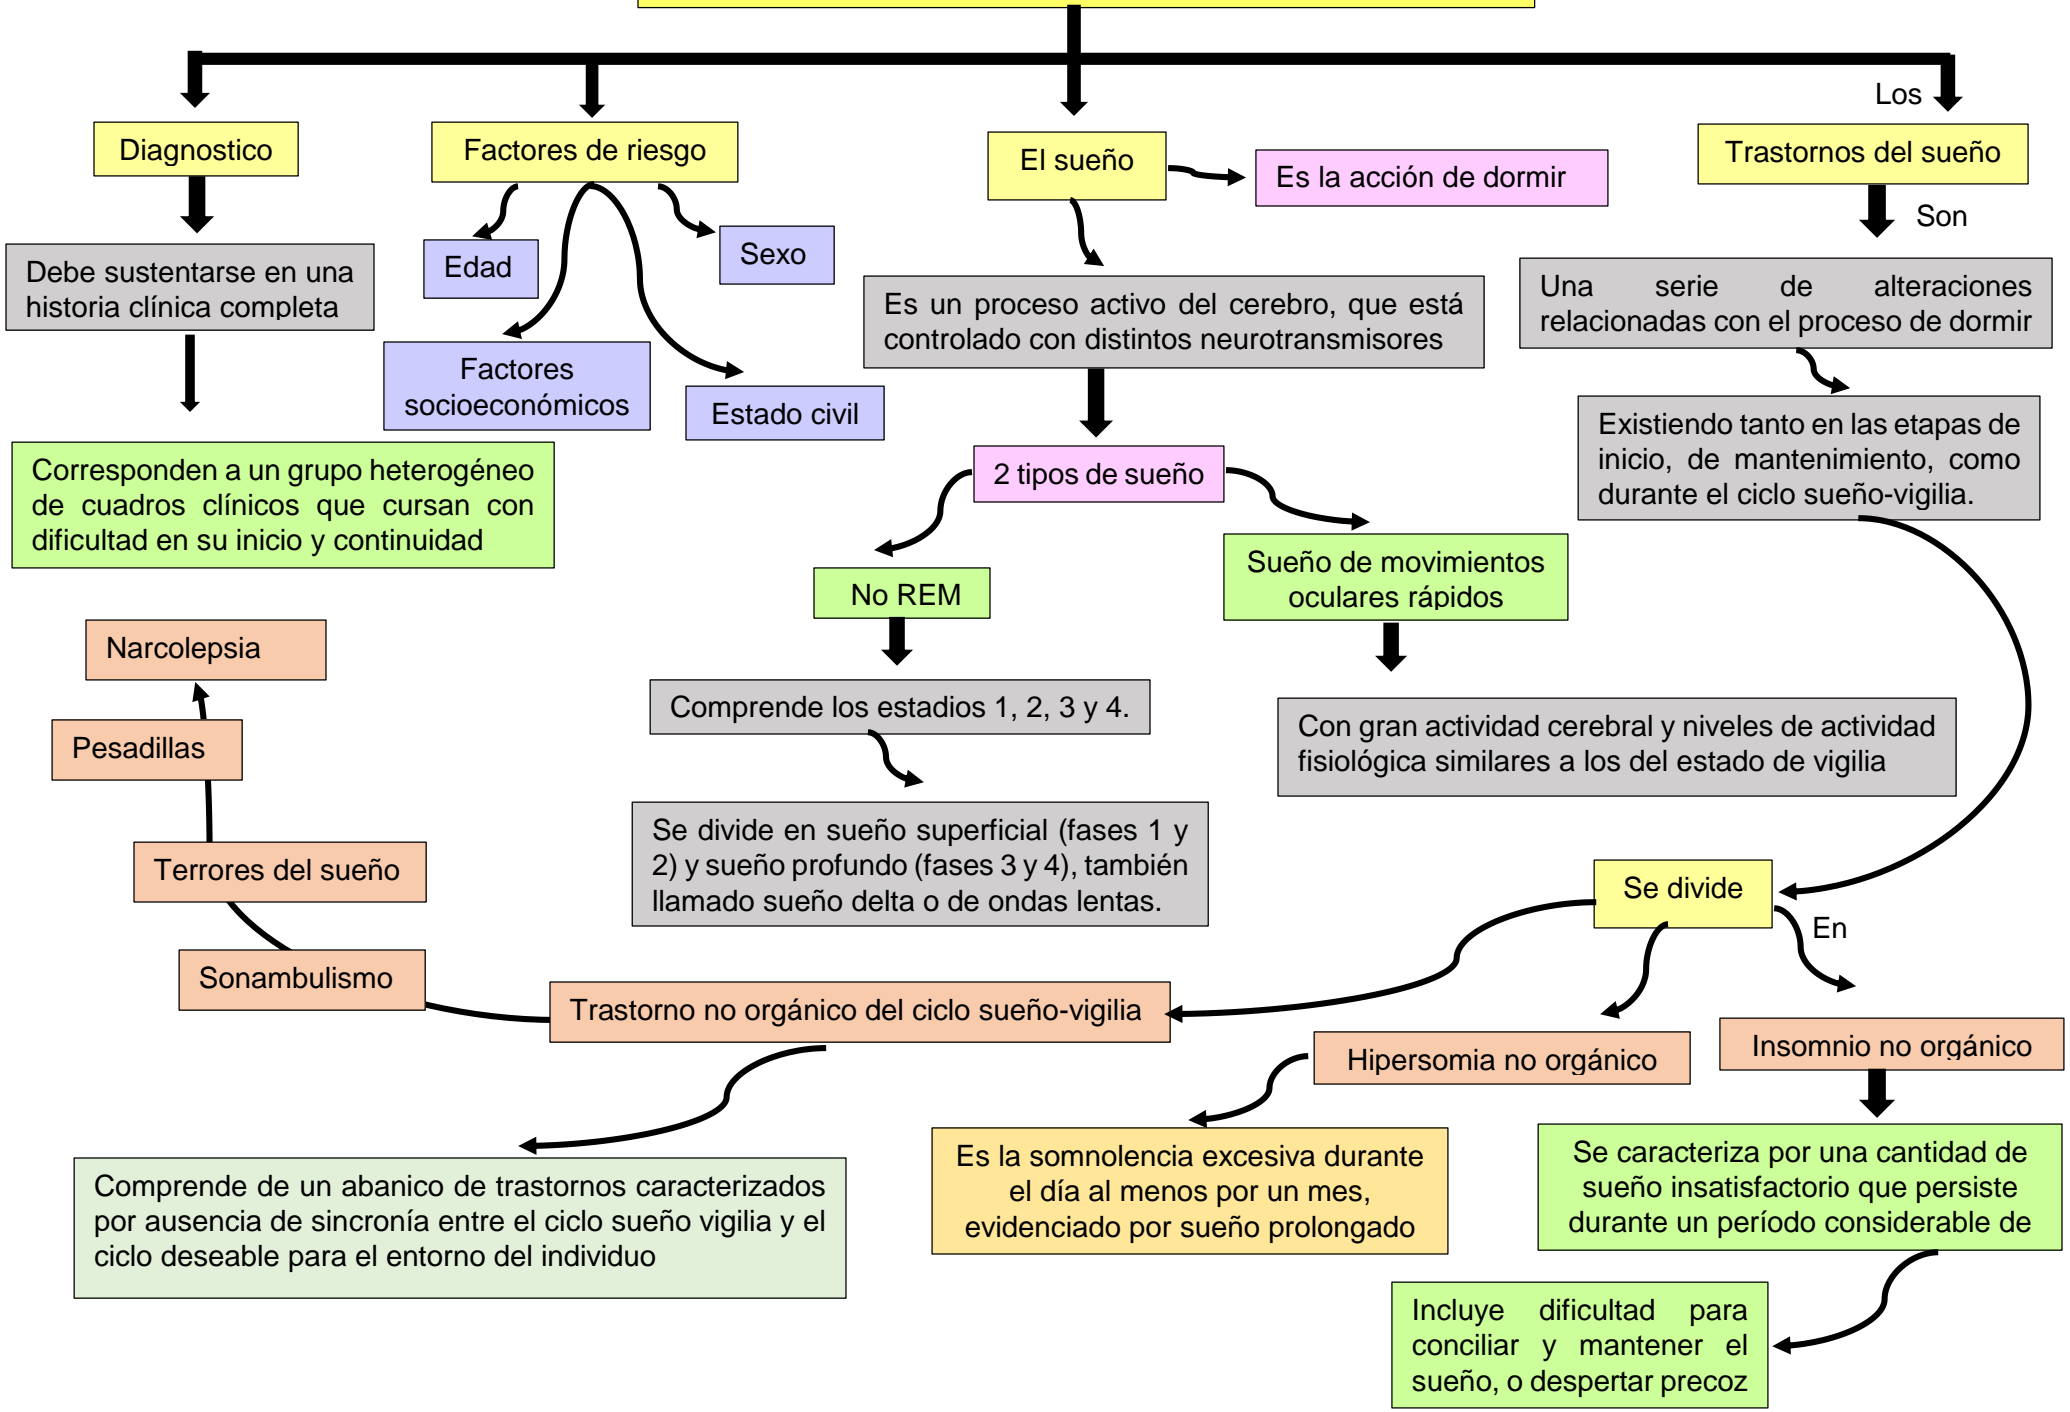 Los
Diagnostico
Factores de riesgo
El sueño
Trastornos del sueño
Es la acción de dormir
Son
Debe sustentarse en una
historia clínica completa
Edad
Sexo
Factores
socioeconómicos
Estado civil
Es un proceso activo del cerebro, que está
controlado con distintos neurotransmisores
Una serie de alteraciones
relacionadas con el proceso de dormir
Existiendo tanto en las etapas de
inicio, de mantenimiento, como
durante el ciclo sueño-vigilia.
Corresponden a un grupo heterogéneo
de cuadros clínicos que cursan con
dificultad en su inicio y continuidad
2 tipos de sueño
No REM
Sueño de movimientos
oculares rápidos
Comprende los estadios 1, 2, 3 y 4.
Con gran actividad cerebral y niveles de actividad
fisiológica similares a los del estado de vigilia
Se divide en sueño superficial (fases 1 y
2) y sueño profundo (fases 3 y 4), también
llamado sueño delta o de ondas lentas.
Narcolepsia
Pesadillas
Terrores del sueño
Sonambulismo
Se divide
En
Trastorno no orgánico del ciclo sueño-vigilia
Hipersomia no orgánico
Insomnio no orgánico
Comprende de un abanico de trastornos caracterizados
por ausencia de sincronía entre el ciclo sueño vigilia y el
ciclo deseable para el entorno del individuo
Es la somnolencia excesiva durante
el día al menos por un mes,
evidenciado por sueño prolongado
Se caracteriza por una cantidad de
sueño insatisfactorio que persiste
durante un período considerable de
Incluye dificultad para
conciliar y mantener el
sueño, o despertar precoz